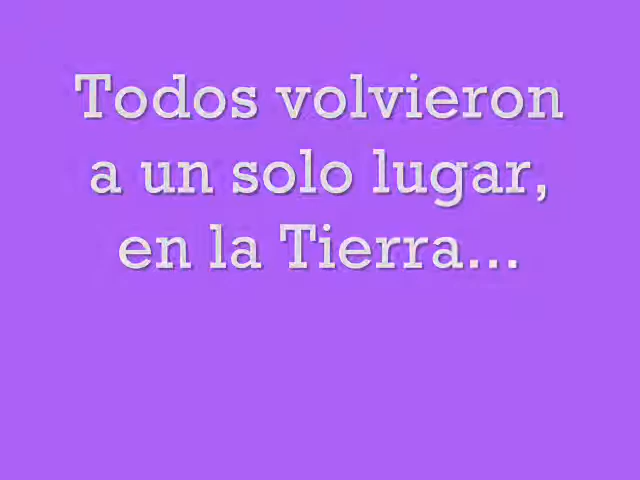 Todos volvieron
a un solo lugar,
en la Tierra...